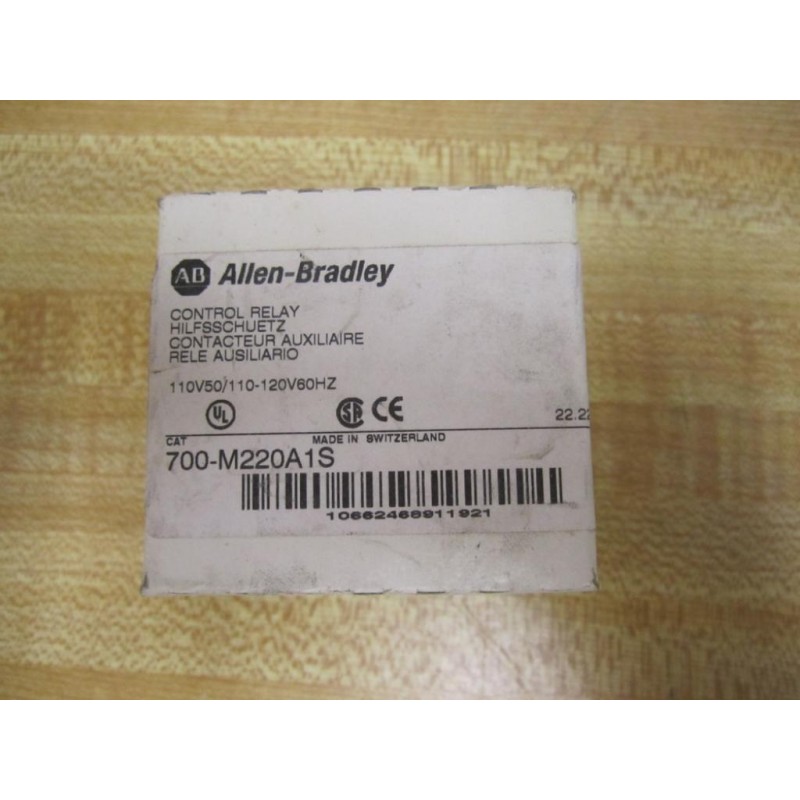 AB Allen-Bradley
CONTROL RELAY
HILFSSCHUETZ
CONTACTEUR AUXILIAIRE
RELE AUSILIARIO
110V50/110-120V60HZ
UL SA CE 22.22
CAT MADE IN SWITZERLAND
700-M220A1S
10662468911921